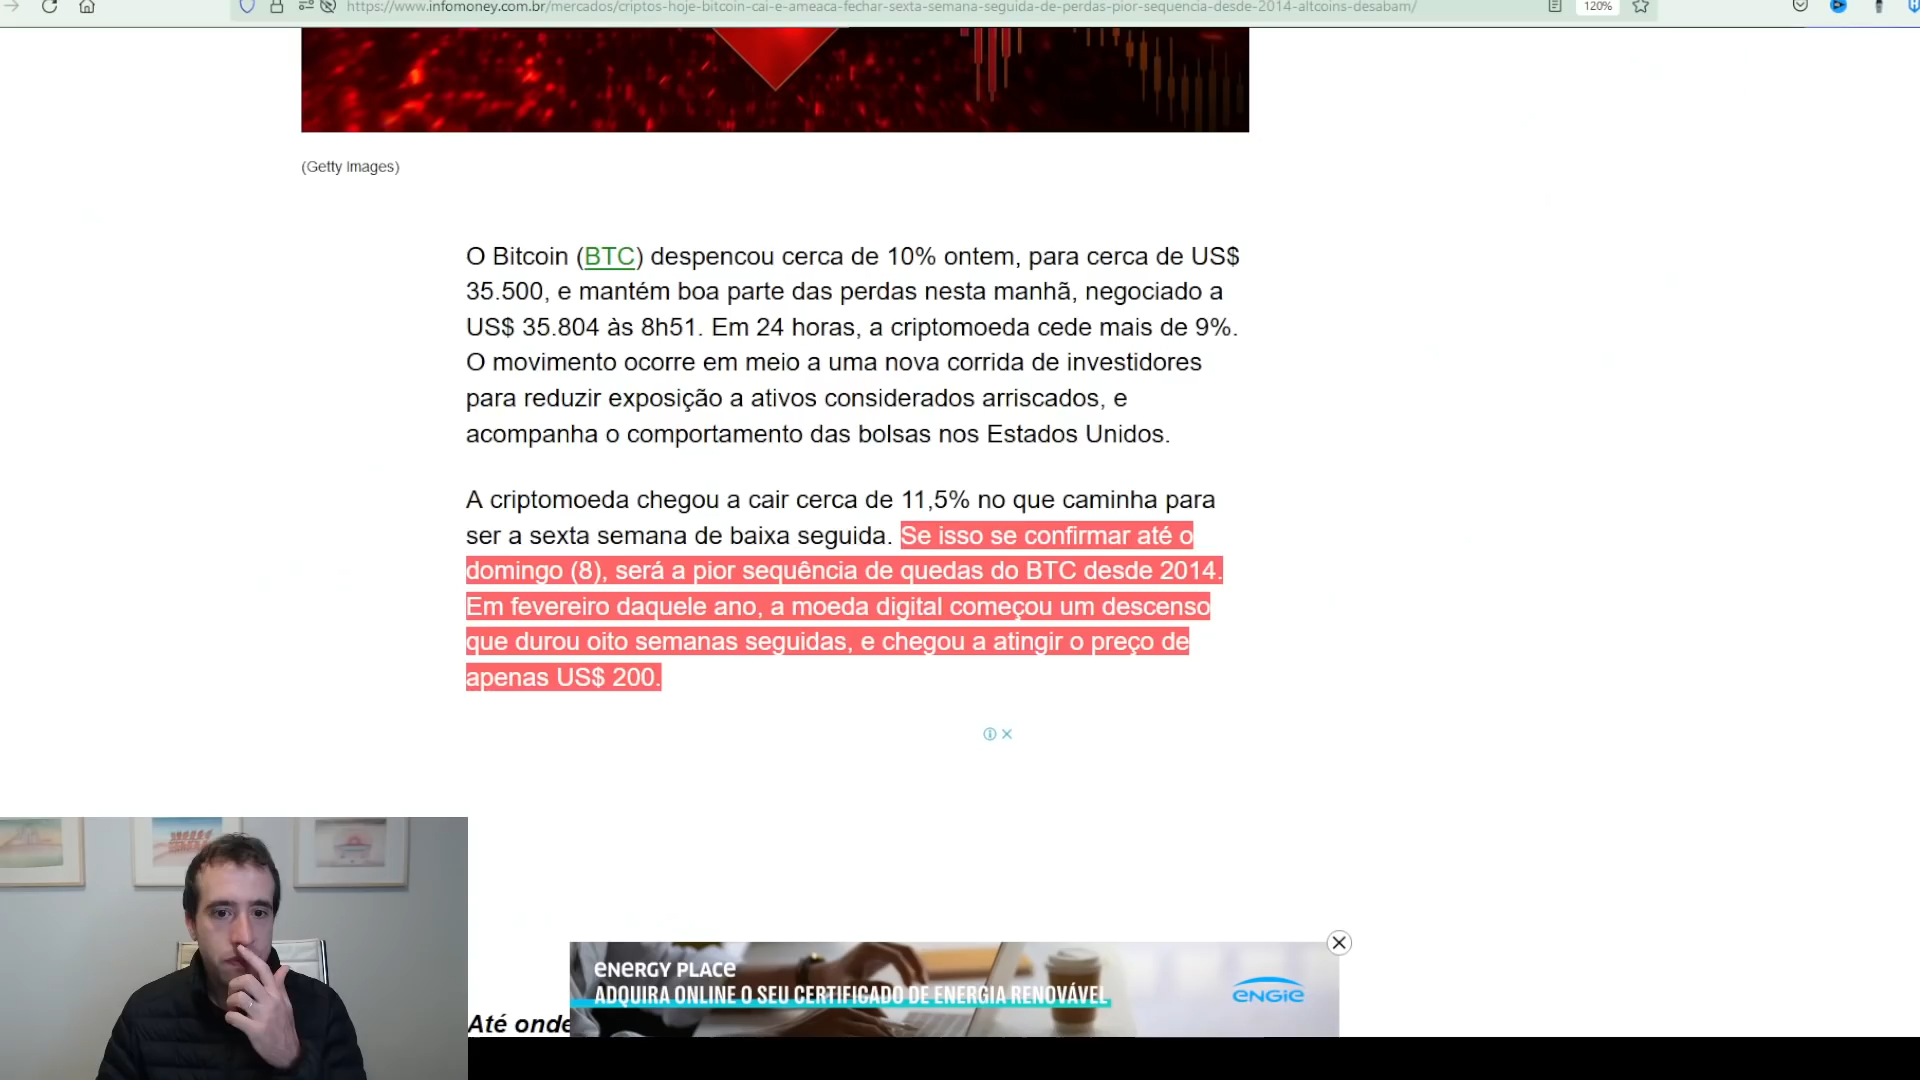 https://www.infomoney.com.br/mercados/criptos-hoje-bitcoin-cai-e-ameaca-fechar-sexta-semana-seguida-de-perdas-pior-sequencia-desde-2014-altcoins-desabam/
120%
(Getty Images)
O Bitcoin (BTC) despencou cerca de 10% ontem, para cerca de US$
35.500, e mantém boa parte das perdas nesta manhã, negociado a
US$ 35.804 às 8h51. Em 24 horas, a criptomoeda cede mais de 9%.
O movimento ocorre em meio a uma nova corrida de investidores
para reduzir exposição a ativos considerados arriscados, e
acompanha o comportamento das bolsas nos Estados Unidos.
A criptomoeda chegou a cair cerca de 11,5% no que caminha para
ser a sexta semana de baixa seguida. Se isso se confirmar até o
domingo (8), será a pior sequência de quedas do BTC desde 2014.
Em fevereiro daquele ano, a moeda digital começou um descenso
que durou oito semanas seguidas, e chegou a atingir o preço de
apenas US$ 200.
ENERGY PLACE
ADQUIRA ONLINE O SEU CERTIFICADO DE ENERGIA RENOVÁVEL
ENGIE
Até onde